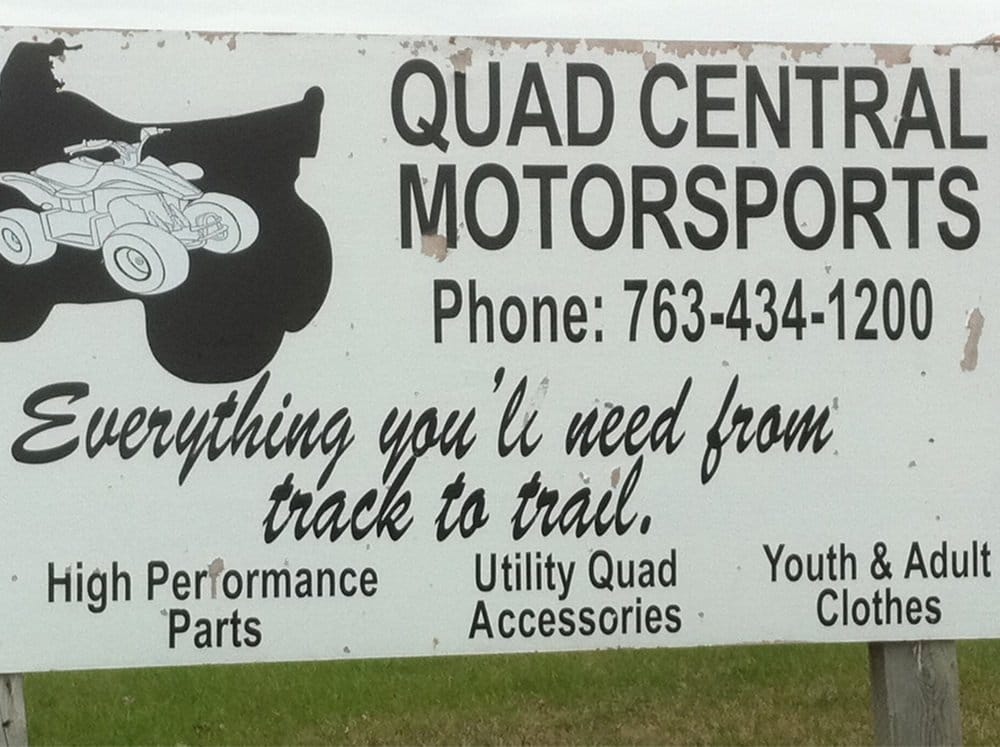 QUAD CENTRAL
MOTORSPORTS
Phone: 763-434-1200
Everything you'll need from
track to trail.
High Performance
Parts
Utility Quad
Accessories
Youth & Adult
Clothes